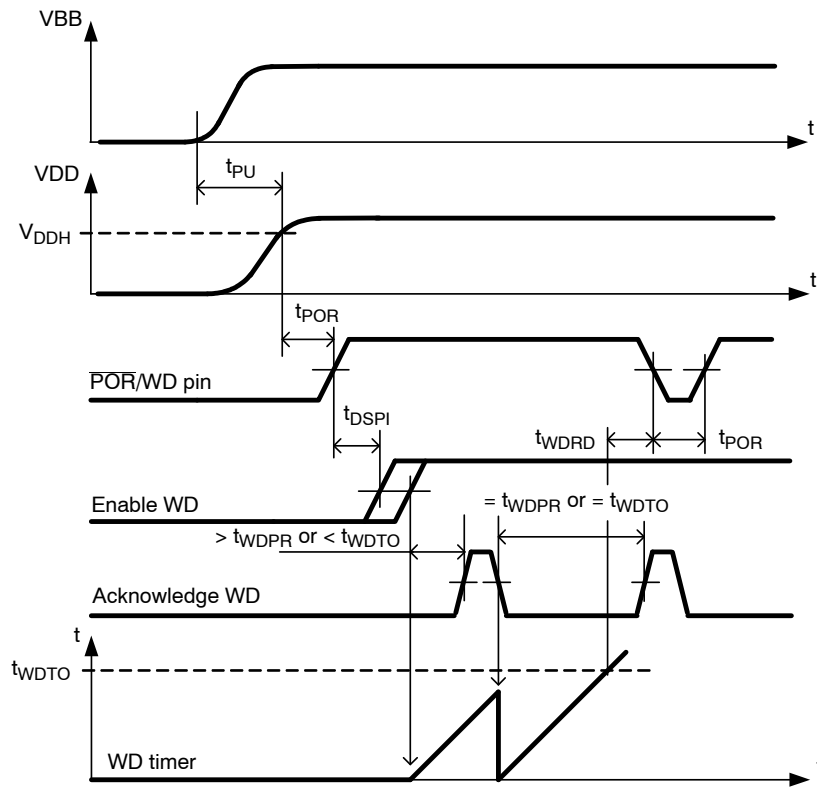 VBB
t
tPU
VDD
VDDH
t
tPOR
POR/WD pin
tDSPI
tWDRD
tPOR
Enable WD
= tWDPR or = tWDTO
> tWDPR or < tWDTO
Acknowledge WD
t
tWDTO
WD timer